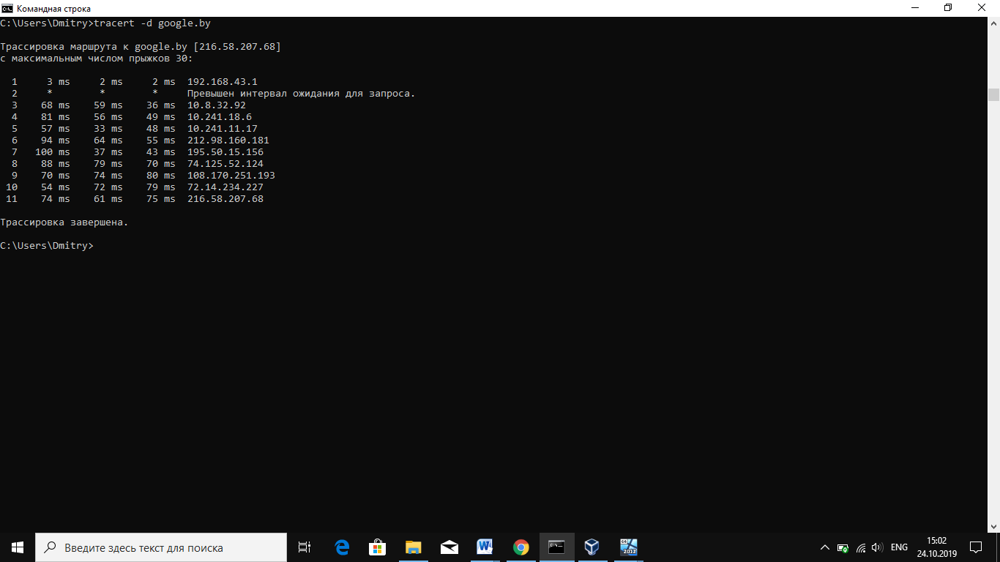 Командная строка
C:\Users\Dmitry>tracert -d google.by
Трассировка маршрута к google.by [216.58.207.68]
с максимальным числом прыжков 30:
1 3 ms 2 ms 2 ms 192.168.43.1
2 * * * Превышен интервал ожидания для запроса.
3 68 ms 59 ms 36 ms 10.8.32.92
4 81 ms 56 ms 49 ms 10.241.18.6
5 57 ms 33 ms 48 ms 10.241.11.17
6 94 ms 64 ms 55 ms 212.98.160.181
7 100 ms 37 ms 43 ms 195.50.15.156
8 88 ms 79 ms 70 ms 74.125.52.124
9 70 ms 74 ms 80 ms 108.170.251.193
10 54 ms 72 ms 79 ms 72.14.234.227
11 74 ms 61 ms 75 ms 216.58.207.68
Трассировка завершена.
C:\Users\Dmitry>
Введите здесь текст для поиска
ENG
15:02
24.10.2019